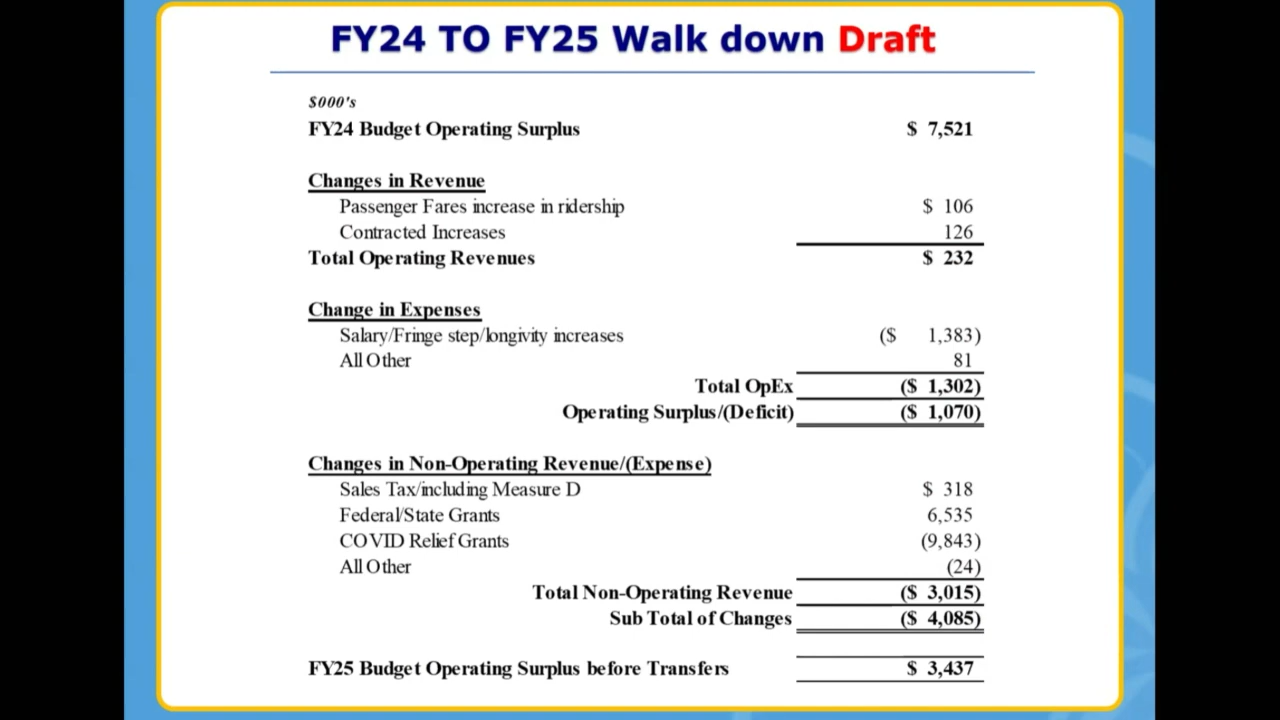 FY24 TO FY25 Walk down Draft
$000's
FY24 Budget Operating Surplus $ 7,521
Changes in Revenue
Passenger Fares increase in ridership $ 106
Contracted Increases 126
Total Operating Revenues $ 232
Change in Expenses
Salary/Fringe step/longivity increases ($ 1,383)
All Other 81
Total OpEx ($ 1,302)
Operating Surplus/(Deficit) ($ 1,070)
Changes in Non-Operating Revenue/(Expense)
Sales Tax/including Measure D $ 318
Federal/State Grants 6,535
COVID Relief Grants (9,843)
All Other (24)
Total Non-Operating Revenue ($ 3,015)
Sub Total of Changes ($ 4,085)
FY25 Budget Operating Surplus before Transfers $ 3,437